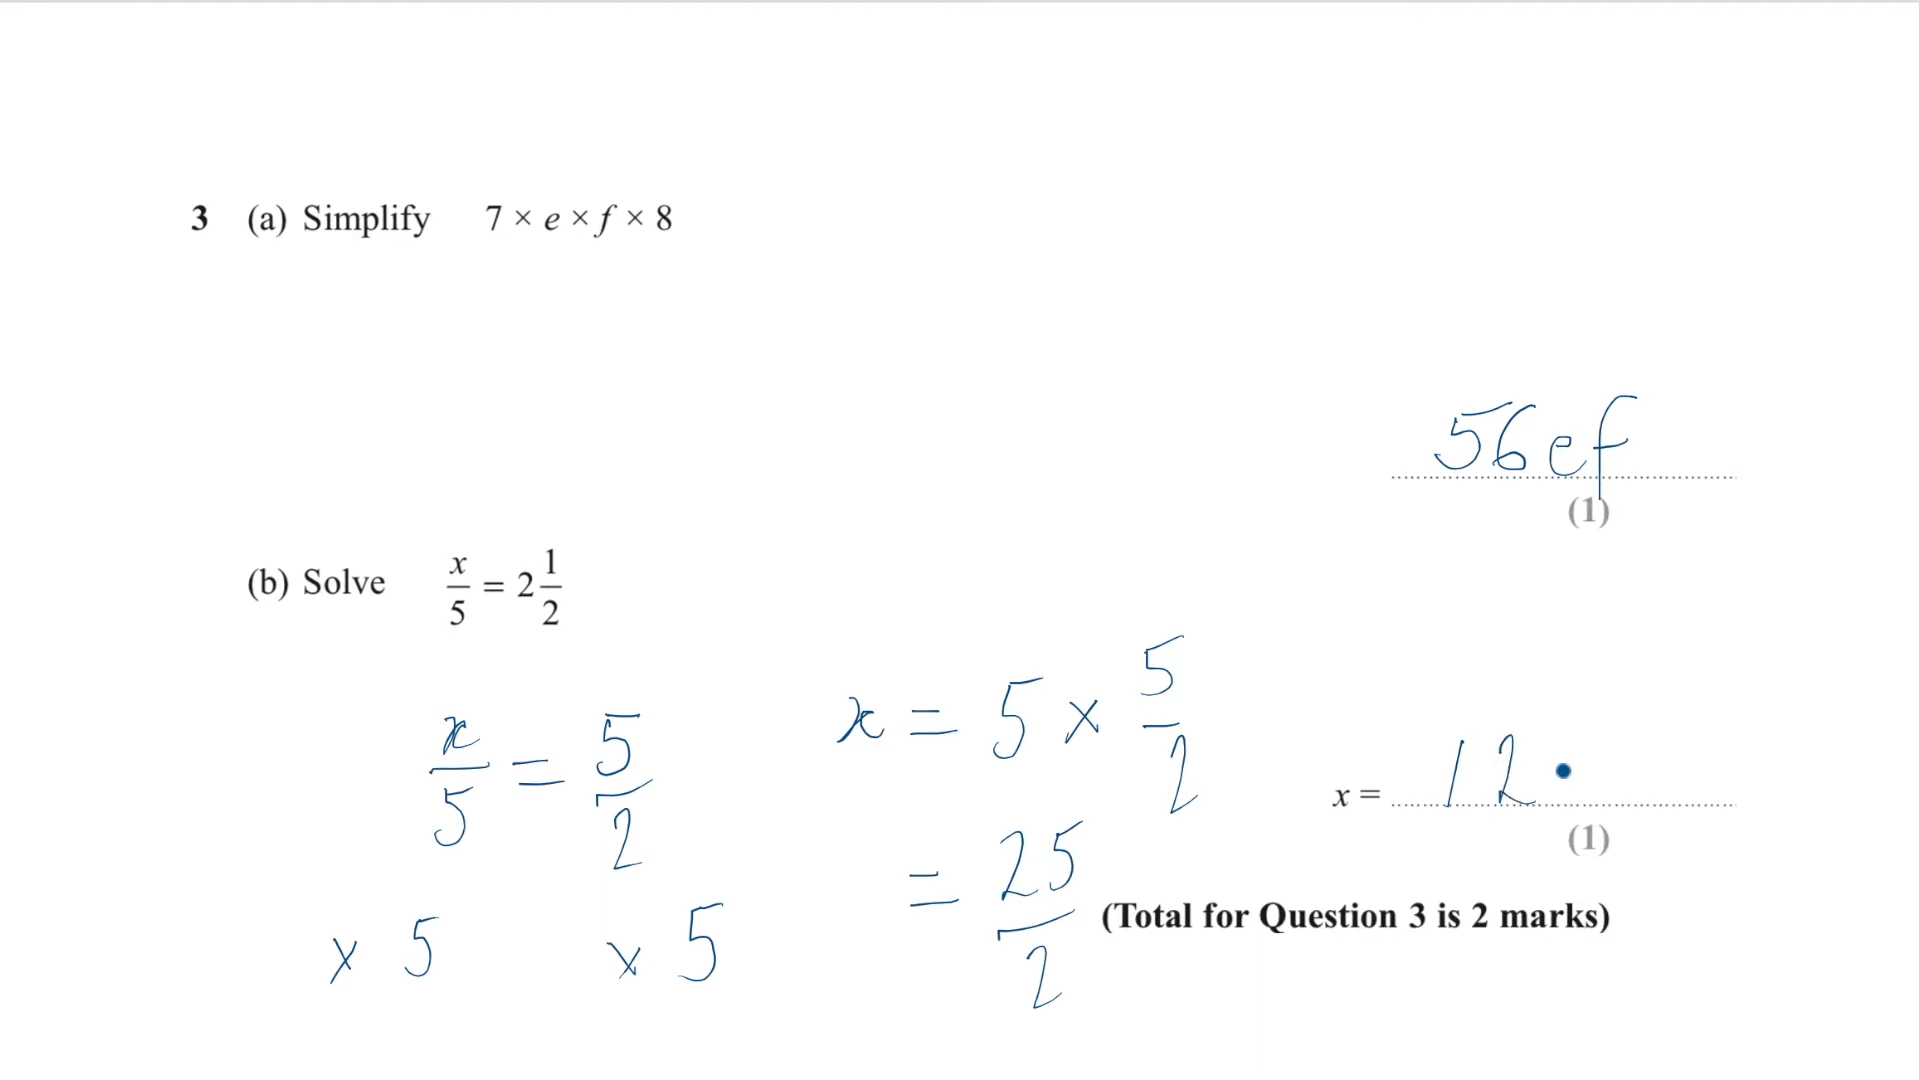 3 (a) Simplify 7 × e × f × 8
56ef
(1)
(b) Solve x/5 = 2 1/2
x/5 = 5/2
× 5 × 5
x = 5 × 5/2
= 25/2
x = 12.
(1)
(Total for Question 3 is 2 marks)